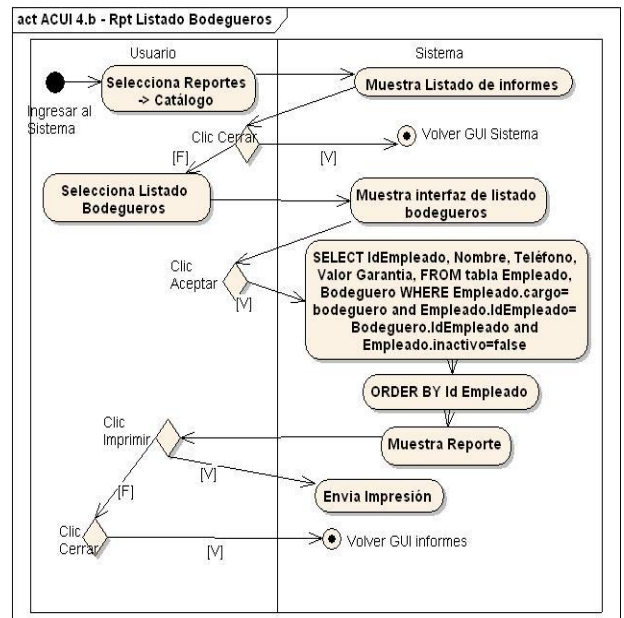 act ACUI 4.b - Rpt Listado Bodegueros
Usuario
Sistema
Ingresar al
Sistema
Selecciona Reportes
-> Catálogo
Muestra Listado de informes
Clic Cerrar
[F]
[V]
Volver GUI Sistema
Selecciona Listado
Bodegueros
Muestra interfaz de listado
bodegueros
Clic
Aceptar
[V]
SELECT IdEmpleado, Nombre, Teléfono,
Valor Garantia, FROM tabla Empleado,
Bodeguero WHERE Empleado.cargo=
bodeguero and Empleado.IdEmpleado=
Bodeguero.IdEmpleado and
Empleado.inactivo=false
ORDER BY Id Empleado
Muestra Reporte
Clic
Imprimir
[V]
[F]
Envia Impresión
Clic
Cerrar
[V]
Volver GUI informes